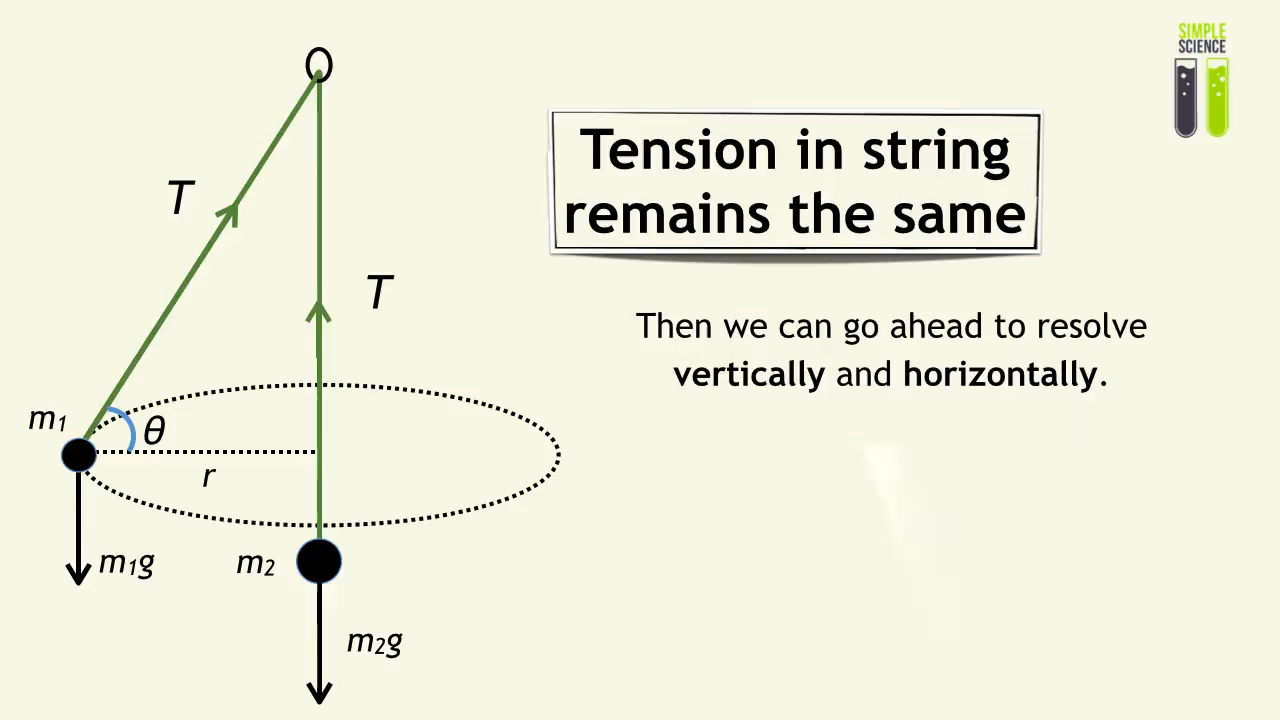 SIMPLE
SCIENCE
Tension in string
remains the same
T
T
Then we can go ahead to resolve
vertically and horizontally.
m₁
θ
r
m₁g
m₂
m₂g